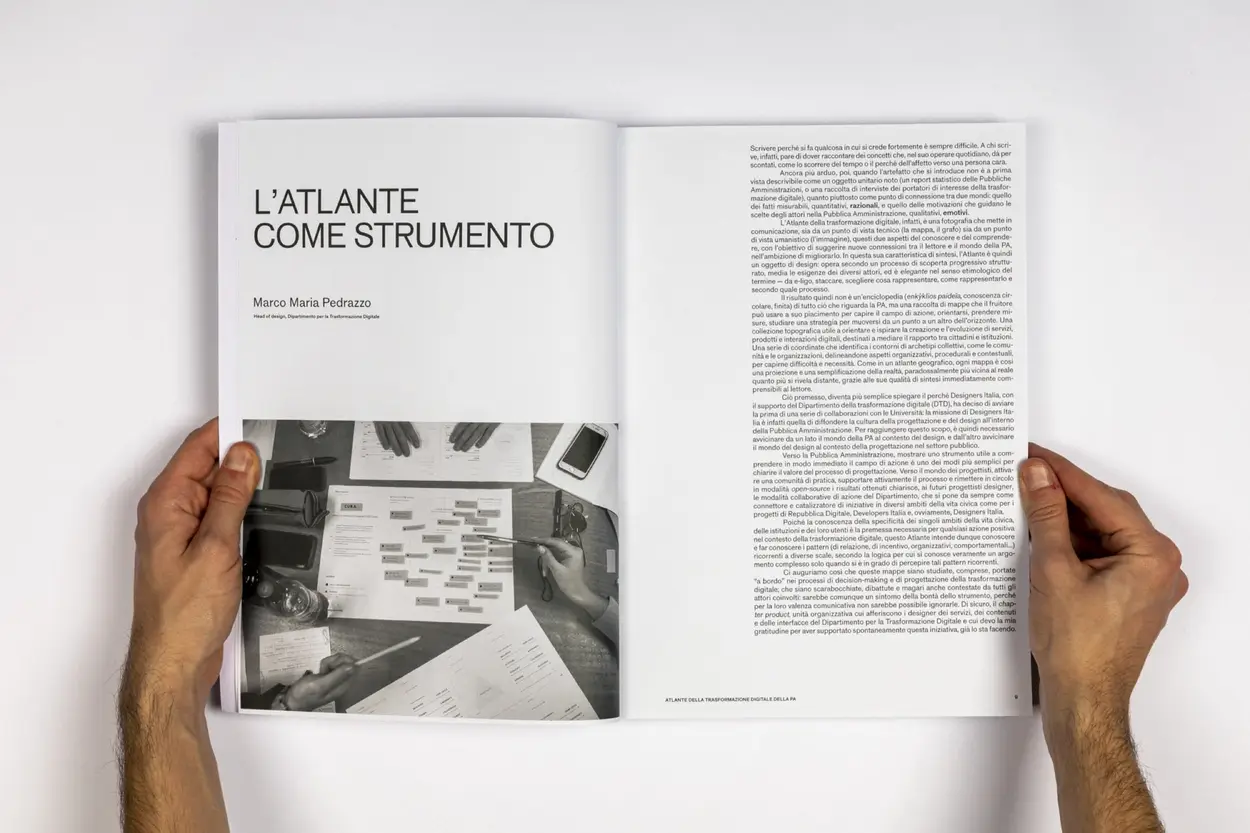 L’ATLANTE
COME STRUMENTO
Marco Maria Pedrazzo
Head of design, Dipartimento per la Trasformazione Digitale
CURA
Scrivere perché si fa qualcosa in cui si crede fortemente è sempre difficile. A chi scri-
ve, infatti, pare di dover raccontare dei concetti che, nel suo operare quotidiano, dà per
scontati, come lo scorrere del tempo o il perché dell’affetto verso una persona cara.
Ancora più arduo, poi, quando l’artefatto che si introduce non è a prima
vista descrivibile come un oggetto unitario noto (un report statistico delle Pubbliche
Amministrazioni, o una raccolta di interviste dei portatori di interesse della trasfor-
mazione digitale), quanto piuttosto come punto di connessione tra due mondi: quello
dei fatti misurabili, quantitativi, razionali, e quello delle motivazioni che guidano le
scelte degli attori nella Pubblica Amministrazione, qualitativi, emotivi.
L’Atlante della trasformazione digitale, infatti, è una fotografia che mette in
comunicazione, sia da un punto di vista tecnico (la mappa, il grafo) sia da un punto
di vista umanistico (l’immagine), questi due aspetti del conoscere e del comprende-
re, con l’obiettivo di suggerire nuove connessioni tra il lettore e il mondo della PA,
nell’ambizione di migliorarlo. In questa sua caratteristica di sintesi, l’Atlante è quindi
un oggetto di design: opera secondo un processo di scoperta progressivo struttu-
rato, media le esigenze dei diversi attori, ed è elegante nel senso etimologico del
termine — da e-ligo, staccare, scegliere cosa rappresentare, come rappresentarlo e
secondo quale processo.
Il risultato quindi non è un’enciclopedia (enkýklios paideia, conoscenza cir-
colare, finita) di tutto ciò che riguarda la PA, ma una raccolta di mappe che il fruitore
può usare a suo piacimento per capire il campo di azione, orientarsi, prendere mi-
sure, studiare una strategia per muoversi da un punto a un altro dell’orizzonte. Una
collezione topografica utile a orientare e ispirare la creazione e l’evoluzione di servizi,
prodotti e interazioni digitali, destinati a mediare il rapporto tra cittadini e istituzioni.
Una serie di coordinate che identifica i contorni di archetipi collettivi, come le comu-
nità e le organizzazioni, delineandone aspetti organizzativi, procedurali e contestuali,
per capirne difficoltà e necessità. Come in un atlante geografico, ogni mappa è così
una proiezione e una semplificazione della realtà, paradossalmente più vicina al reale
quanto più si rivela distante, grazie alle sue qualità di sintesi immediatamente com-
prensibili al lettore.
Ciò premesso, diventa più semplice spiegare il perché Designers Italia, con
il supporto del Dipartimento della trasformazione digitale (DTD), ha deciso di avviare
la prima di una serie di collaborazioni con le Università: la missione di Designers Ita-
lia è infatti quella di diffondere la cultura della progettazione e del design all’interno
della Pubblica Amministrazione. Per raggiungere questo scopo, è quindi necessario
avvicinare da un lato il mondo della PA al contesto del design, e dall’altro avvicinare
il mondo del design al contesto della progettazione nel settore pubblico.
Verso la Pubblica Amministrazione, mostrare uno strumento utile a com-
prendere in modo immediato il campo di azione è uno dei modi più semplici per
chiarire il valore del processo di progettazione. Verso il mondo dei progettisti, attiva-
re una comunità di pratica, supportare attivamente il processo e rimettere in circolo
in modalità open-source i risultati ottenuti chiarisce, ai futuri progettisti designer,
le modalità collaborative di azione del Dipartimento, che si pone da sempre come
connettore e catalizzatore di iniziative in diversi ambiti della vita civica come per i
progetti di Repubblica Digitale, Developers Italia e, ovviamente, Designers Italia.
Poiché la conoscenza della specificità dei singoli ambiti della vita civica,
delle istituzioni e dei loro utenti è la premessa necessaria per qualsiasi azione positiva
nel contesto della trasformazione digitale, questo Atlante intende dunque conoscere
e far conoscere i pattern (di relazione, di incentivo, organizzativi, comportamentali...)
ricorrenti a diverse scale, secondo la logica per cui si conosce veramente un argo-
mento complesso solo quando si è in grado di percepire tali pattern ricorrenti.
Ci auguriamo così che queste mappe siano studiate, comprese, portate
“a bordo” nei processi di decision-making e di progettazione della trasformazione
digitale; che siano scarabocchiate, dibattute e magari anche contestate da tutti gli
attori coinvolti: sarebbe comunque un sintomo della bontà dello strumento, perché
per la loro valenza comunicativa non sarebbe possibile ignorarle. Di sicuro, il chap-
ter product, unità organizzativa cui afferiscono i designer dei servizi, dei contenuti
e delle interfacce del Dipartimento per la Trasformazione Digitale e cui devo la mia
gratitudine per aver supportato spontaneamente questa iniziativa, già lo sta facendo.
ATLANTE DELLA TRASFORMAZIONE DIGITALE DELLA PA
9